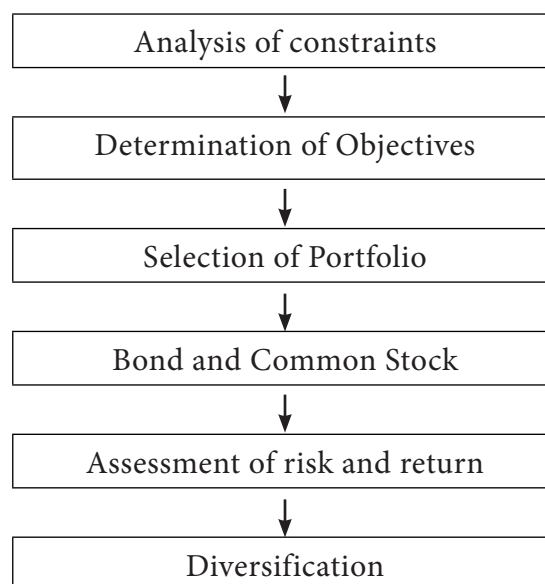 Analysis of constraints
Determination of Objectives
Selection of Portfolio
Bond and Common Stock
Assessment of risk and return
Diversification